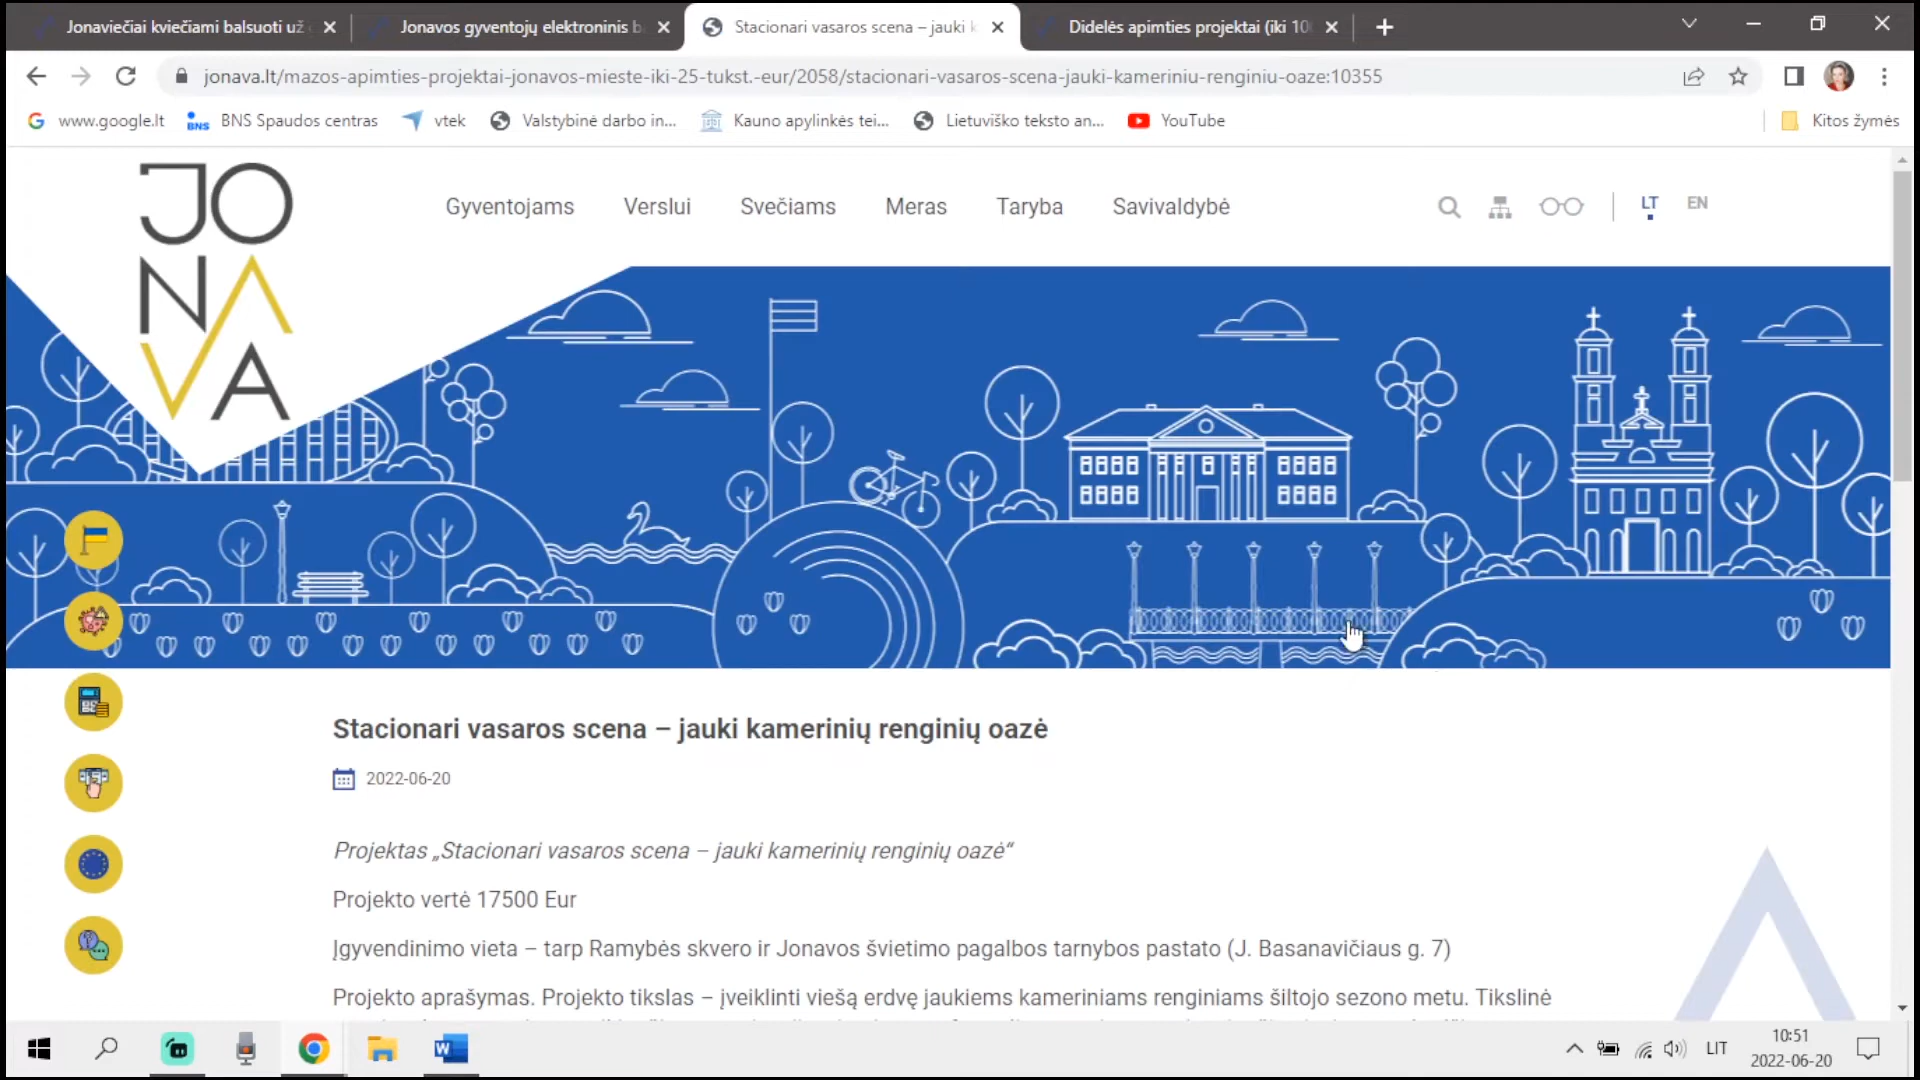 Jonaviečiai kviečiami balsuoti už
Jonavos gyventojų elektroninis b
Stacionari vasaros scena – jauki k
Didelės apimties projektai (iki 10
jonava.lt/mazos-apimties-projektai-jonavos-mieste-iki-25-tukst.-eur/2058/stacionari-vasaros-scena-jauki-kameriniu-renginiu-oaze:10355
www.google.lt
BNS
BNS Spaudos centras
vtek
Valstybinė darbo in...
Kauno apylinkės tei...
Lietuviško teksto an...
YouTube
Kitos žymės
JO
NA
VA
Gyventojams
Verslui
Svečiams
Meras
Taryba
Savivaldybė
LT
EN
Stacionari vasaros scena – jauki kamerinių renginių oazė
2022-06-20
Projektas „Stacionari vasaros scena – jauki kamerinių renginių oazė“
Projekto vertė 17500 Eur
Įgyvendinimo vieta – tarp Ramybės skvero ir Jonavos švietimo pagalbos tarnybos pastato (J. Basanavičiaus g. 7)
Projekto aprašymas. Projekto tikslas – įveiklinti viešą erdvę jaukiems kameriniams renginiams šiltojo sezono metu. Tikslinė
W
LIT
10:51
2022-06-20